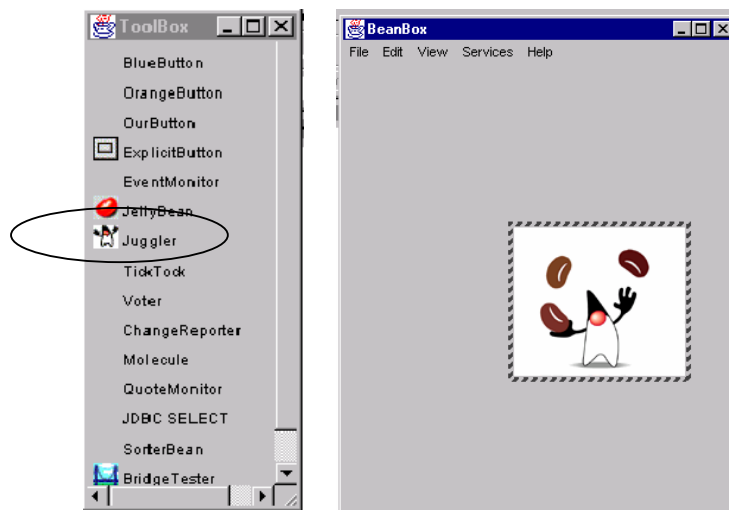 ToolBox
BlueButton
OrangeButton
OurButton
ExplicitButton
EventMonitor
JellyBean
Juggler
TickTock
Voter
ChangeReporter
Molecule
QuoteMonitor
JDBC SELECT
SorterBean
BridgeTester
BeanBox
File Edit View Services Help